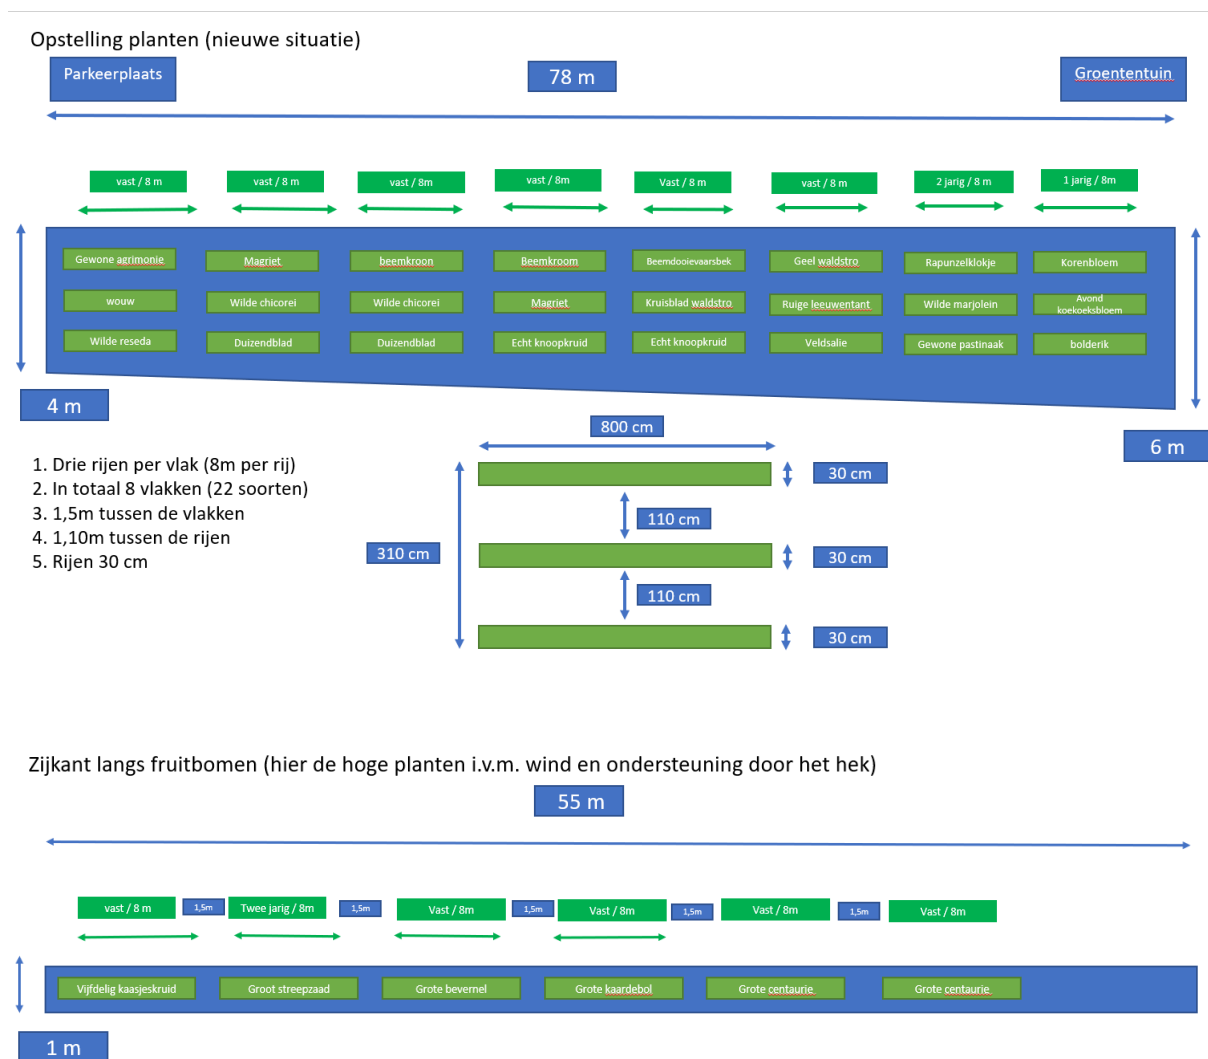 Opstelling planten (nieuwe situatie)
Parkeerplaats
78 m
Groententuin
vast / 8 m
vast / 8 m
vast / 8m
vast / 8m
Vast / 8 m
vast / 8 m
2 jarig / 8 m
1 jarig / 8m
Gewone agrimonie
Magriet
beemkroon
Beemkroom
Beemdooievaarsbek
Geel waldstro
Rapunzelklokje
Korenbloem
wouw
Wilde chicorei
Wilde chicorei
Magriet
Kruisblad waldstro
Ruige leeuwentant
Wilde marjolein
Avond
koekoeksbloem
Wilde reseda
Duizendblad
Duizendblad
Echt knoopkruid
Echt knoopkruid
Veldsalie
Gewone pastinaak
bolderik
4 m
6 m
1. Drie rijen per vlak (8m per rij)
2. In totaal 8 vlakken (22 soorten)
3. 1,5m tussen de vlakken
4. 1,10m tussen de rijen
5. Rijen 30 cm
800 cm
30 cm
110 cm
310 cm
30 cm
110 cm
30 cm
Zijkant langs fruitbomen (hier de hoge planten i.v.m. wind en ondersteuning door het hek)
55 m
vast / 8 m
1,5m
Twee jarig / 8m
1,5m
Vast / 8m
1,5m
Vast / 8m
1,5m
Vast / 8m
1,5m
Vast / 8m
Vijfdelig kaasjeskruid
Groot streepzaad
Grote bevernel
Grote kaardebol
Grote centaurie
Grote centaurie
1 m